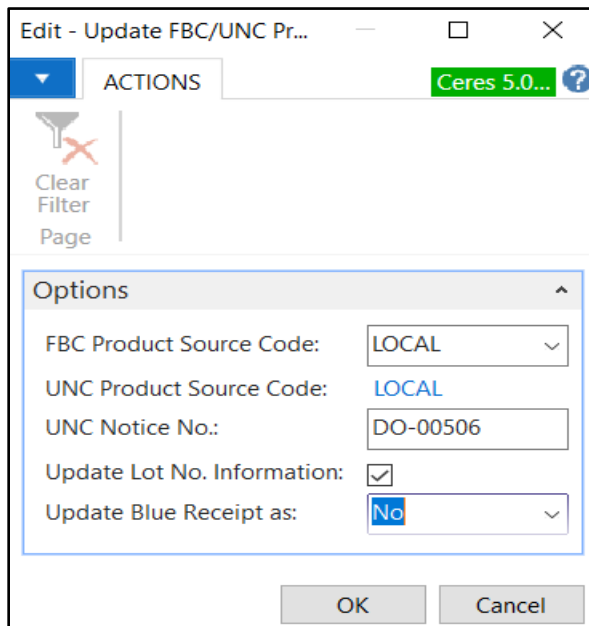 Edit - Update FBC/UNC Pr...
ACTIONS
Ceres 5.0...
?
Clear
Filter
Page
Options
FBC Product Source Code: LOCAL
UNC Product Source Code: LOCAL
UNC Notice No.: DO-00506
Update Lot No. Information:
Update Blue Receipt as: No
OK Cancel